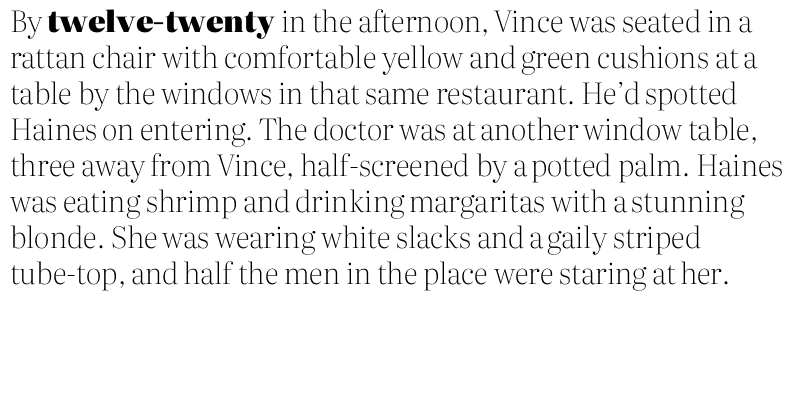 By twelve-twenty in the afternoon, Vince was seated in a
rattan chair with comfortable yellow and green cushions at a
table by the windows in that same restaurant. He’d spotted
Haines on entering. The doctor was at another window table,
three away from Vince, half-screened by a potted palm. Haines
was eating shrimp and drinking margaritas with a stunning
blonde. She was wearing white slacks and a gaily striped
tube-top, and half the men in the place were staring at her.